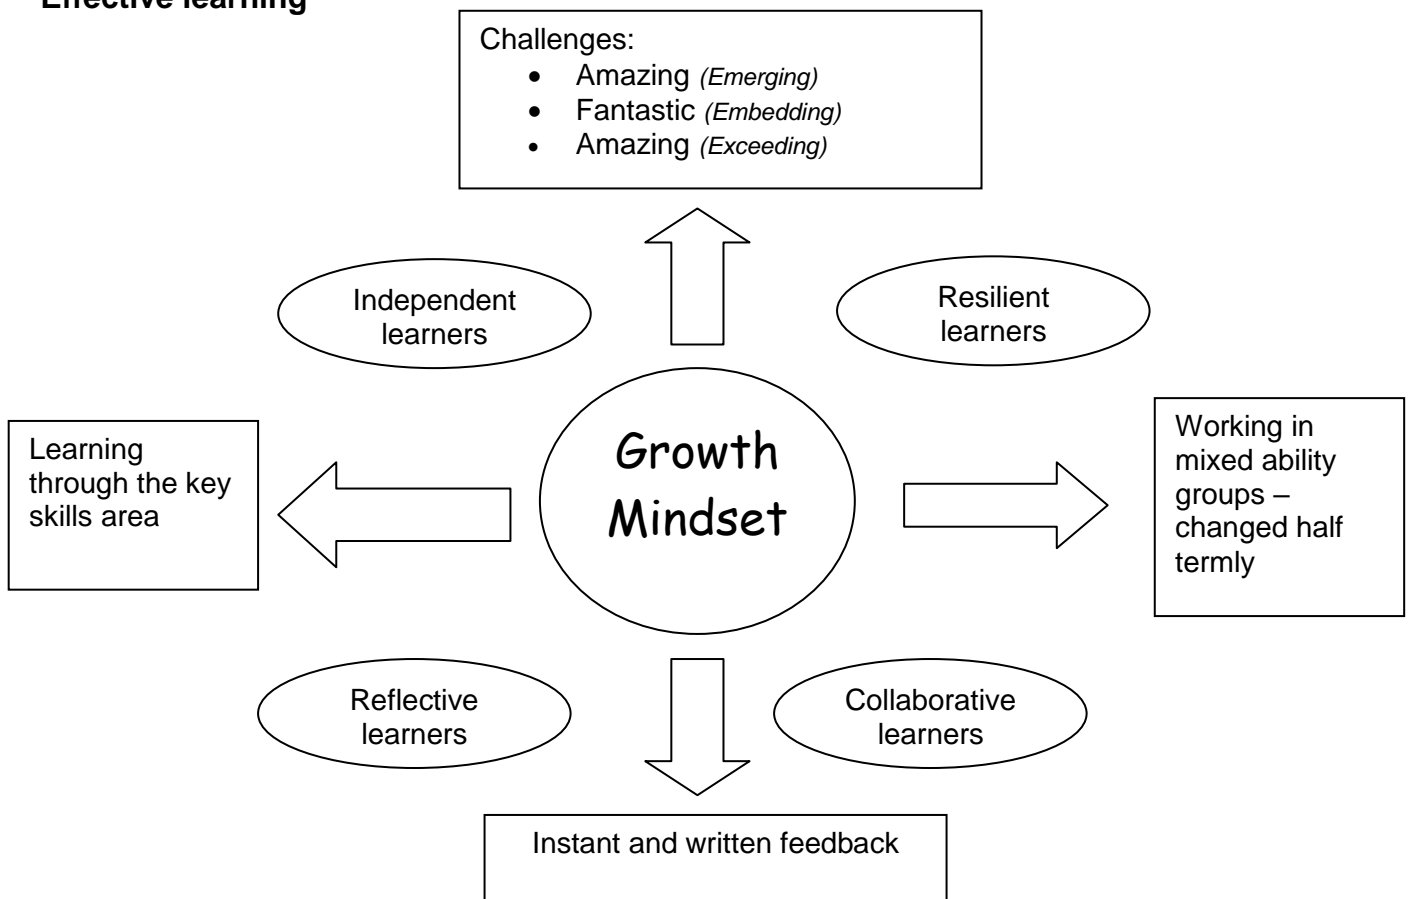 Effective learning
Challenges:
• Amazing (Emerging)
• Fantastic (Embedding)
• Amazing (Exceeding)
Independent
learners
Resilient
learners
Learning
through the key
skills area
Growth
Mindset
Working in
mixed ability
groups –
changed half
termly
Reflective
learners
Collaborative
learners
Instant and written feedback